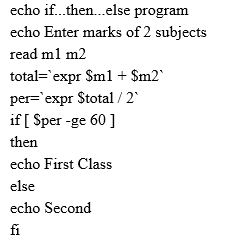 echo if...then...else program
echo Enter marks of 2 subjects
read m1 m2
total=`expr $m1 + $m2`
per=`expr $total / 2`
if [ $per -ge 60 ]
then
echo First Class
else
echo Second
fi